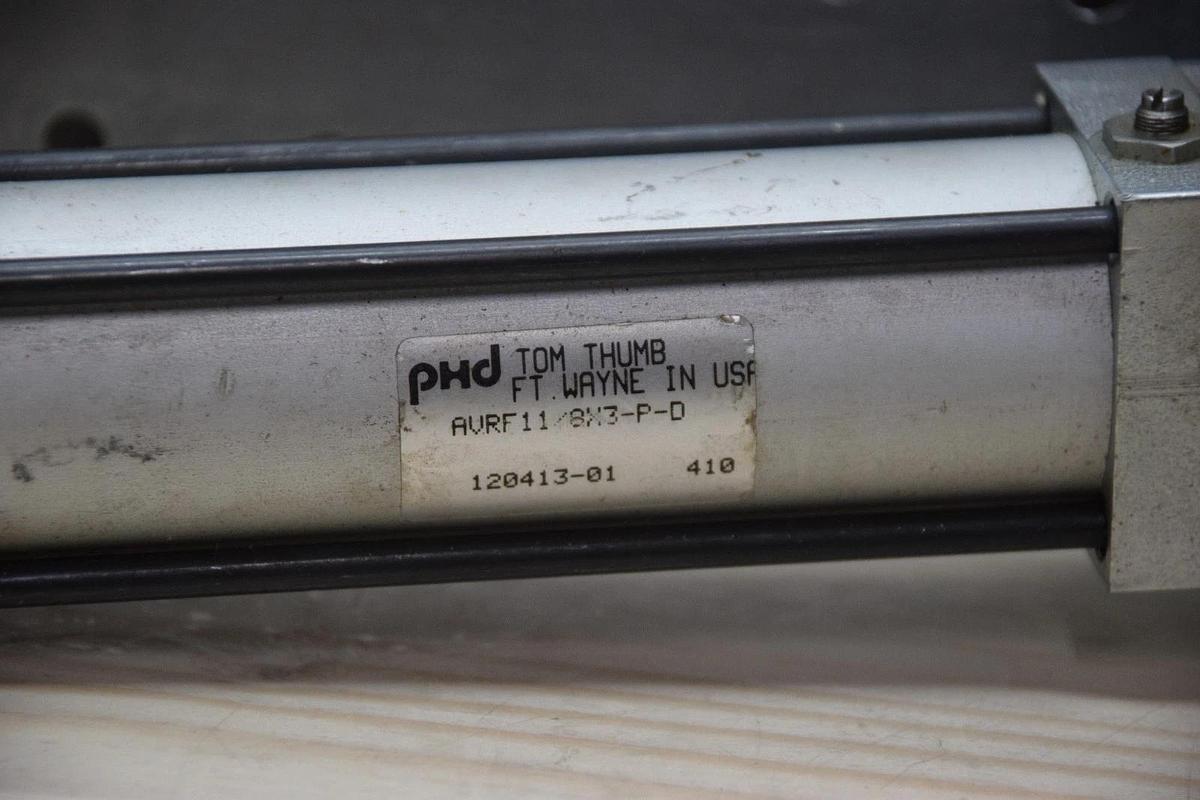 PHD TOM THUMB
FT.WAYNE IN USA
AVRF11/8X3-P-D
120413-01 410